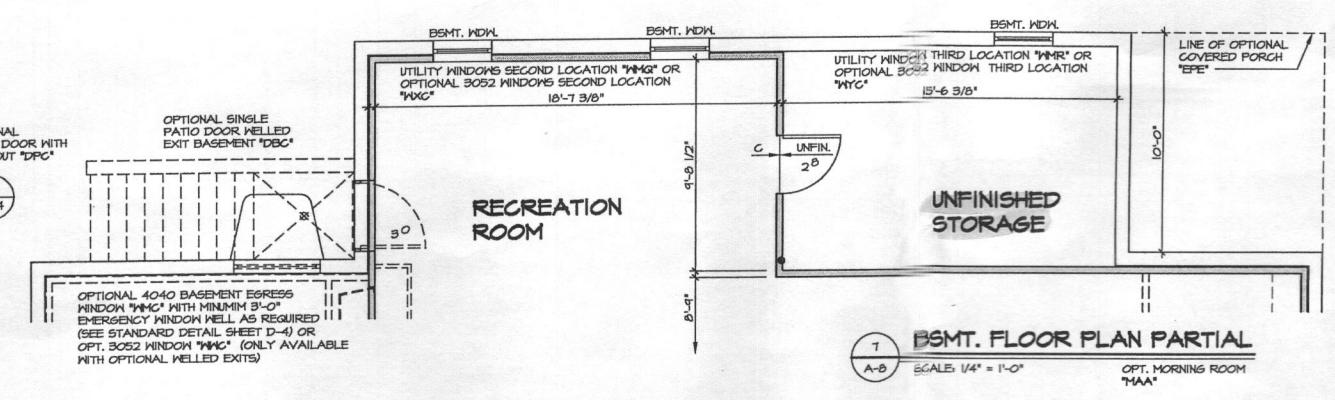 BSMT. WDW.
BSMT. WDW.
BSMT. WDW.
UTILITY WINDOWS SECOND LOCATION "WMQ" OR
OPTIONAL 3052 WINDOWS SECOND LOCATION
"WXC"
18'-7 3/8"
UTILITY WINDOW THIRD LOCATION "WMR" OR
OPTIONAL 3052 WINDOW THIRD LOCATION
"WYC"
15'-6 3/8"
LINE OF OPTIONAL
COVERED PORCH
"EPE"
OPTIONAL SINGLE
PATIO DOOR WELLED
EXIT BASEMENT "DBC"
DOOR WITH
"DPC"
C
UNFIN.
2⁸
9'-8 1/2"
10'-0"
3⁰
RECREATION
ROOM
UNFINISHED
STORAGE
8'-9"
OPTIONAL 4040 BASEMENT EGRESS
WINDOW "WMC" WITH MINUMIM 3'-0"
EMERGENCY WINDOW WELL AS REQUIRED
(SEE STANDARD DETAIL SHEET D-4) OR
OPT. 3052 WINDOW "WWC" (ONLY AVAILABLE
WITH OPTIONAL WELLED EXITS)
7
A-8
BSMT. FLOOR PLAN PARTIAL
SCALE: 1/4" = 1'-0"
OPT. MORNING ROOM
"MAA"